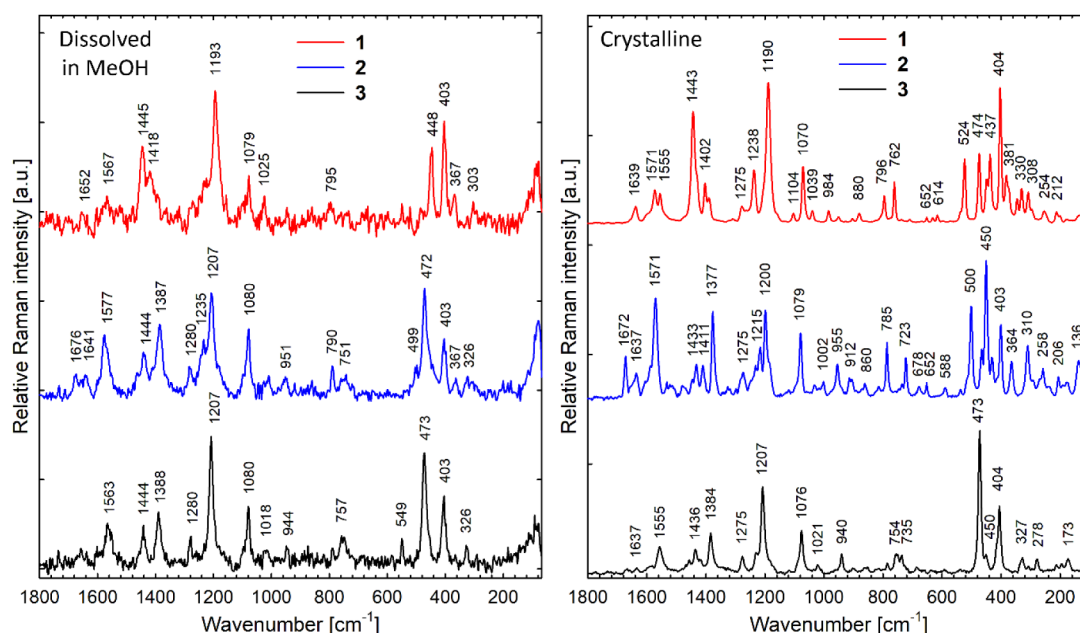 Relative Raman intensity [a.u.]
Dissolved
in MeOH
1
2
3
1652 1567 1445 1418 1193 1079 1025 795 448 403 367 303
1676 1641 1577 1444 1387 1280 1235 1207 1080 951 790 751 499 472 403 367 326
1563 1444 1388 1280 1207 1080 1018 944 757 549 473 403 326
1800 1600 1400 1200 1000 800 600 400 200
Wavenumber [cm-1]
Relative Raman intensity [a.u.]
Crystalline
1
2
3
1639 1571 1555 1443 1402 1275 1238 1190 1104 1070 1039 984 880 796 762 652 614 524 474 437 404 381 330 308 254 212
1672 1637 1571 1433 1411 1377 1275 1215 1200 1079 1002 955 912 860 785 723 678 652 588 500 450 403 364 310 258 206 136
1637 1555 1436 1384 1275 1207 1076 1021 940 754 735 473 450 404 327 278 173
1800 1600 1400 1200 1000 800 600 400 200
Wavenumber [cm-1]